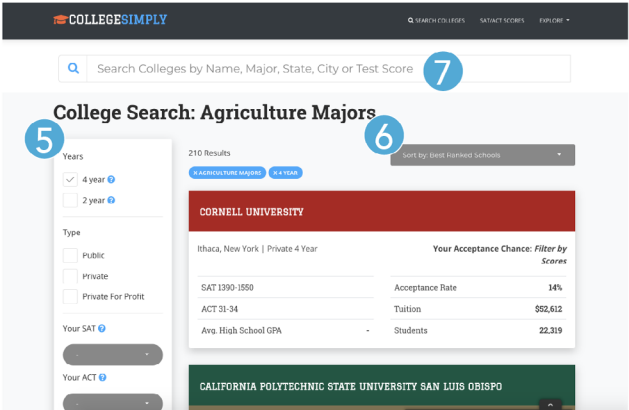 COLLEGESIMPLY
SEARCH COLLEGES SAT/ACT SCORES EXPLORE
Search Colleges by Name, Major, State, City or Test Score
7
College Search: Agriculture Majors
5
6
Years
4 year
2 year
Type
Public
Private
Private For Profit
Your SAT
-
Your ACT
-
210 Results
Sort by: Best Ranked Schools
X AGRICULTURE MAJORS X 4 YEAR
CORNELL UNIVERSITY
Ithaca, New York | Private 4 Year
Your Acceptance Chance: Filter by
Scores
SAT 1390-1550
Acceptance Rate 14%
ACT 31-34
Tuition $52,612
Avg. High School GPA -
Students 22,319
CALIFORNIA POLYTECHNIC STATE UNIVERSITY SAN LUIS OBISPO